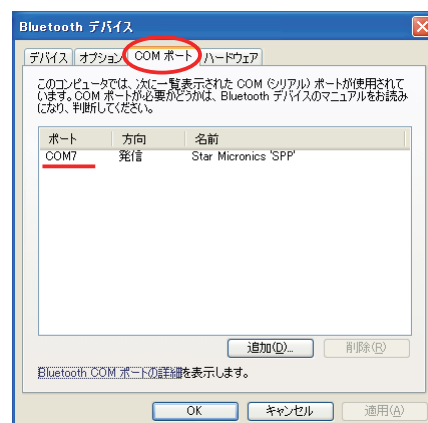 Bluetooth デバイス
デバイス オプション COM ポート ハードウェア
このコンピュータでは、次に一覧表示された COM (シリアル) ポートが使用されて
います。COM ポートが必要かどうかは、Bluetooth デバイスのマニュアルをお読み
になり、判断してください。
ポート 方向 名前
COM7 発信 Star Micronics 'SPP'
追加(D)... 削除(R)
Bluetooth COM ポートの詳細を表示します。
OK キャンセル 適用(A)